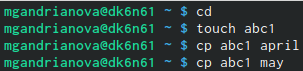 mgandrianova@dk6n61 ~ $ cd
mgandrianova@dk6n61 ~ $ touch abc1
mgandrianova@dk6n61 ~ $ cp abc1 april
mgandrianova@dk6n61 ~ $ cp abc1 may